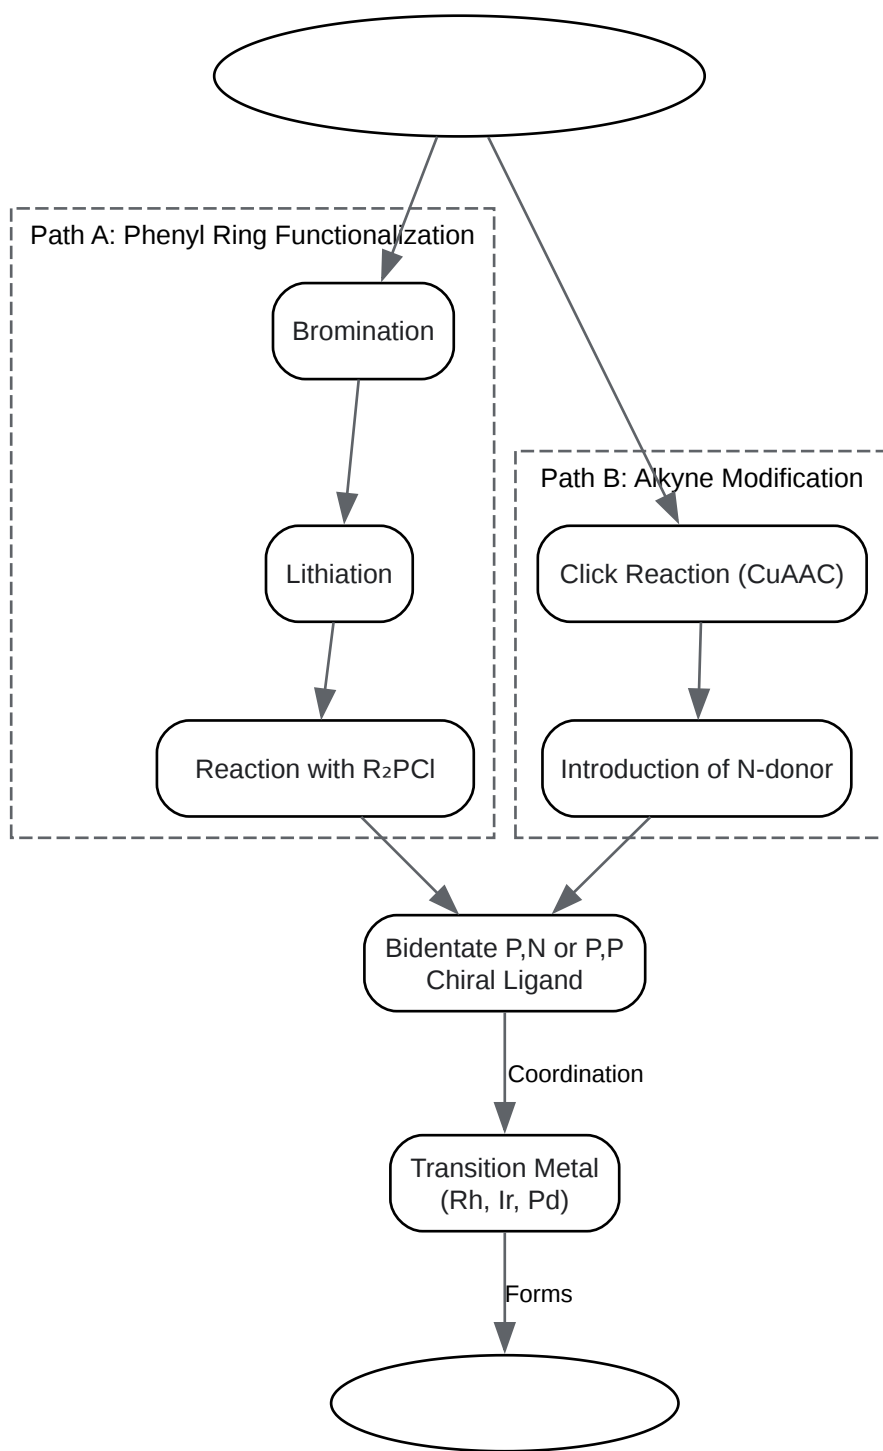 Path A: Phenyl Ring Functionalization
Bromination
Lithiation
Reaction with R₂PCl
Path B: Alkyne Modification
Click Reaction (CuAAC)
Introduction of N-donor
Bidentate P,N or P,P
Chiral Ligand
Coordination
Transition Metal
(Rh, Ir, Pd)
Forms